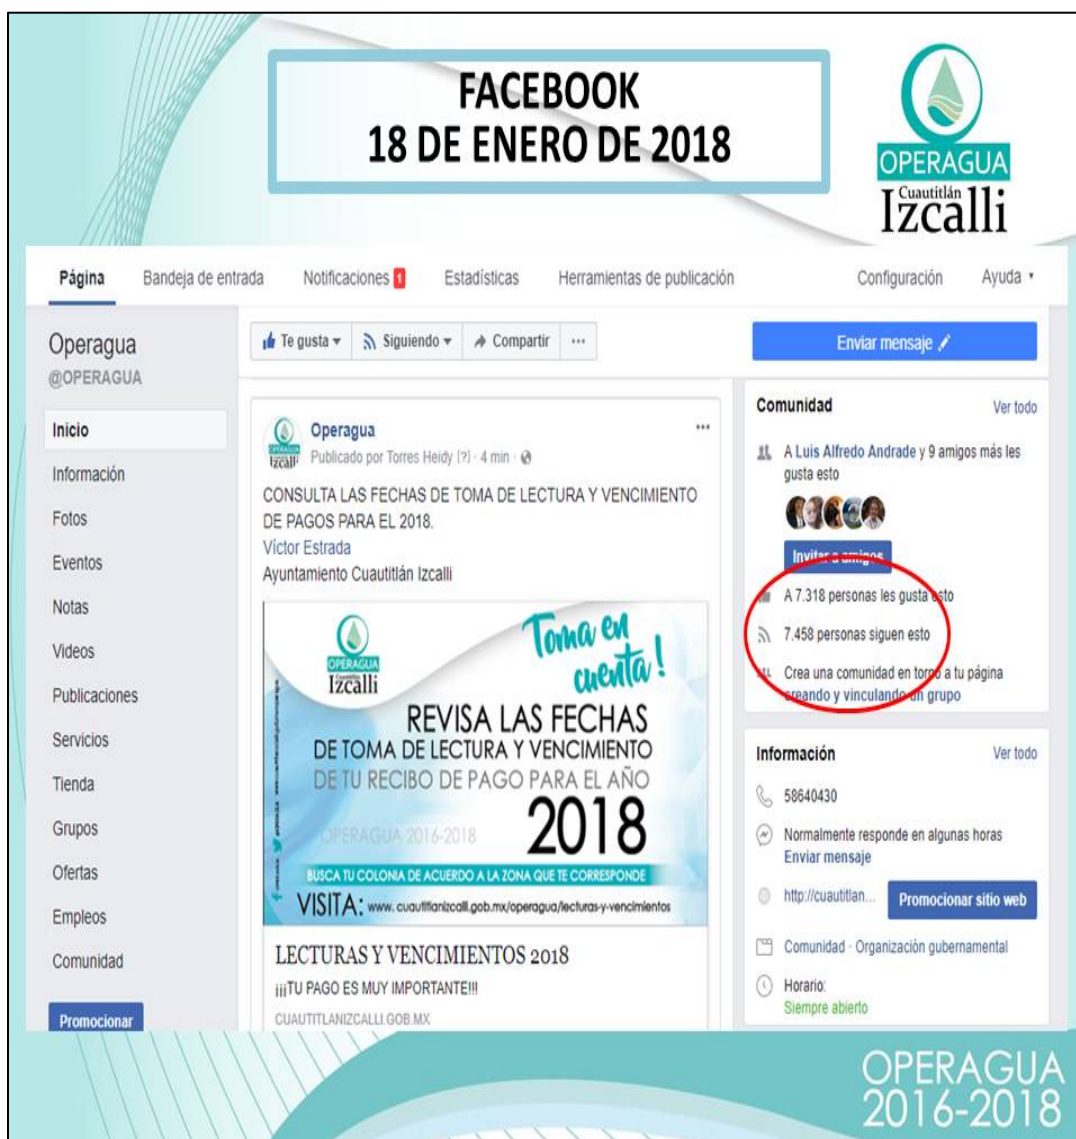 FACEBOOK
18 DE ENERO DE 2018
OPERAGUA
Cuautitlán
Izcalli
Página
Bandeja de entrada
Notificaciones 1
Estadísticas
Herramientas de publicación
Configuración
Ayuda
Operagua
@OPERAGUA
Inicio
Información
Fotos
Eventos
Notas
Videos
Publicaciones
Servicios
Tienda
Grupos
Ofertas
Empleos
Comunidad
Promocionar
Te gusta
Siguiendo
Compartir
...
Enviar mensaje
OPERAGUA
Izcalli
Operagua
...
Publicado por Torres Heidy [?] · 4 min ·
CONSULTA LAS FECHAS DE TOMA DE LECTURA Y VENCIMIENTO
DE PAGOS PARA EL 2018.
Víctor Estrada
Ayuntamiento Cuautitlán Izcalli
OPERAGUA
Izcalli
Toma en
cuenta!
REVISA LAS FECHAS
DE TOMA DE LECTURA Y VENCIMIENTO
DE TU RECIBO DE PAGO PARA EL AÑO
2018
OPERAGUA 2016-2018
BUSCA TU COLONIA DE ACUERDO A LA ZONA QUE TE CORRESPONDE
VISITA: www. cuautitlanizcalli.gob.mx/operagua/lecturas-y-vencimientos
LECTURAS Y VENCIMIENTOS 2018
¡¡¡TU PAGO ES MUY IMPORTANTE!!!
CUAUTITLANIZCALLI.GOB.MX
Comunidad
Ver todo
A Luis Alfredo Andrade y 9 amigos más les
gusta esto
Invitar a amigos
A 7.318 personas les gusta esto
7.458 personas siguen esto
Crea una comunidad en torno a tu página
creando y vinculando un grupo
Información
Ver todo
58640430
Normalmente responde en algunas horas
Enviar mensaje
http://cuautitlan...
Promocionar sitio web
Comunidad · Organización gubernamental
Horario:
Siempre abierto
OPERAGUA
2016-2018